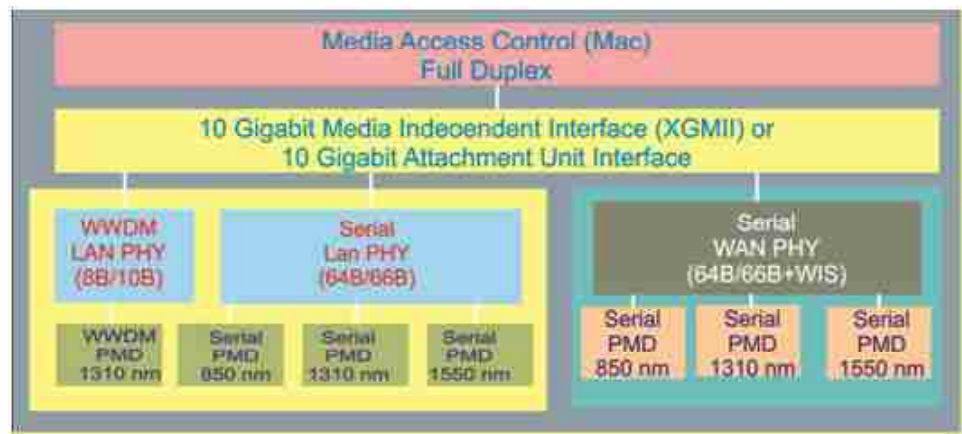 Media Access Control (Mac)
Full Duplex
10 Gigabit Media Indeoendent Interface (XGMII) or
10 Gigabit Attachment Unit Interface
WWDM
LAN PHY
(8B/10B)
Serial
Lan PHY
(64B/66B)
Serial
WAN PHY
(64B/66B+WIS)
WWDM
PMD
1310 nm
Serial
PMD
850 nm
Serial
PMD
1310 nm
Serial
PMD
1550 nm
Serial
PMD
850 nm
Serial
PMD
1310 nm
Serial
PMD
1550 nm